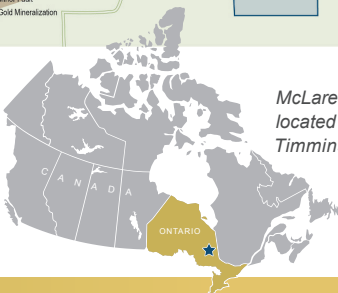 Gold Mineralization
McLare
located
Timmin
CANADA
ONTARIO